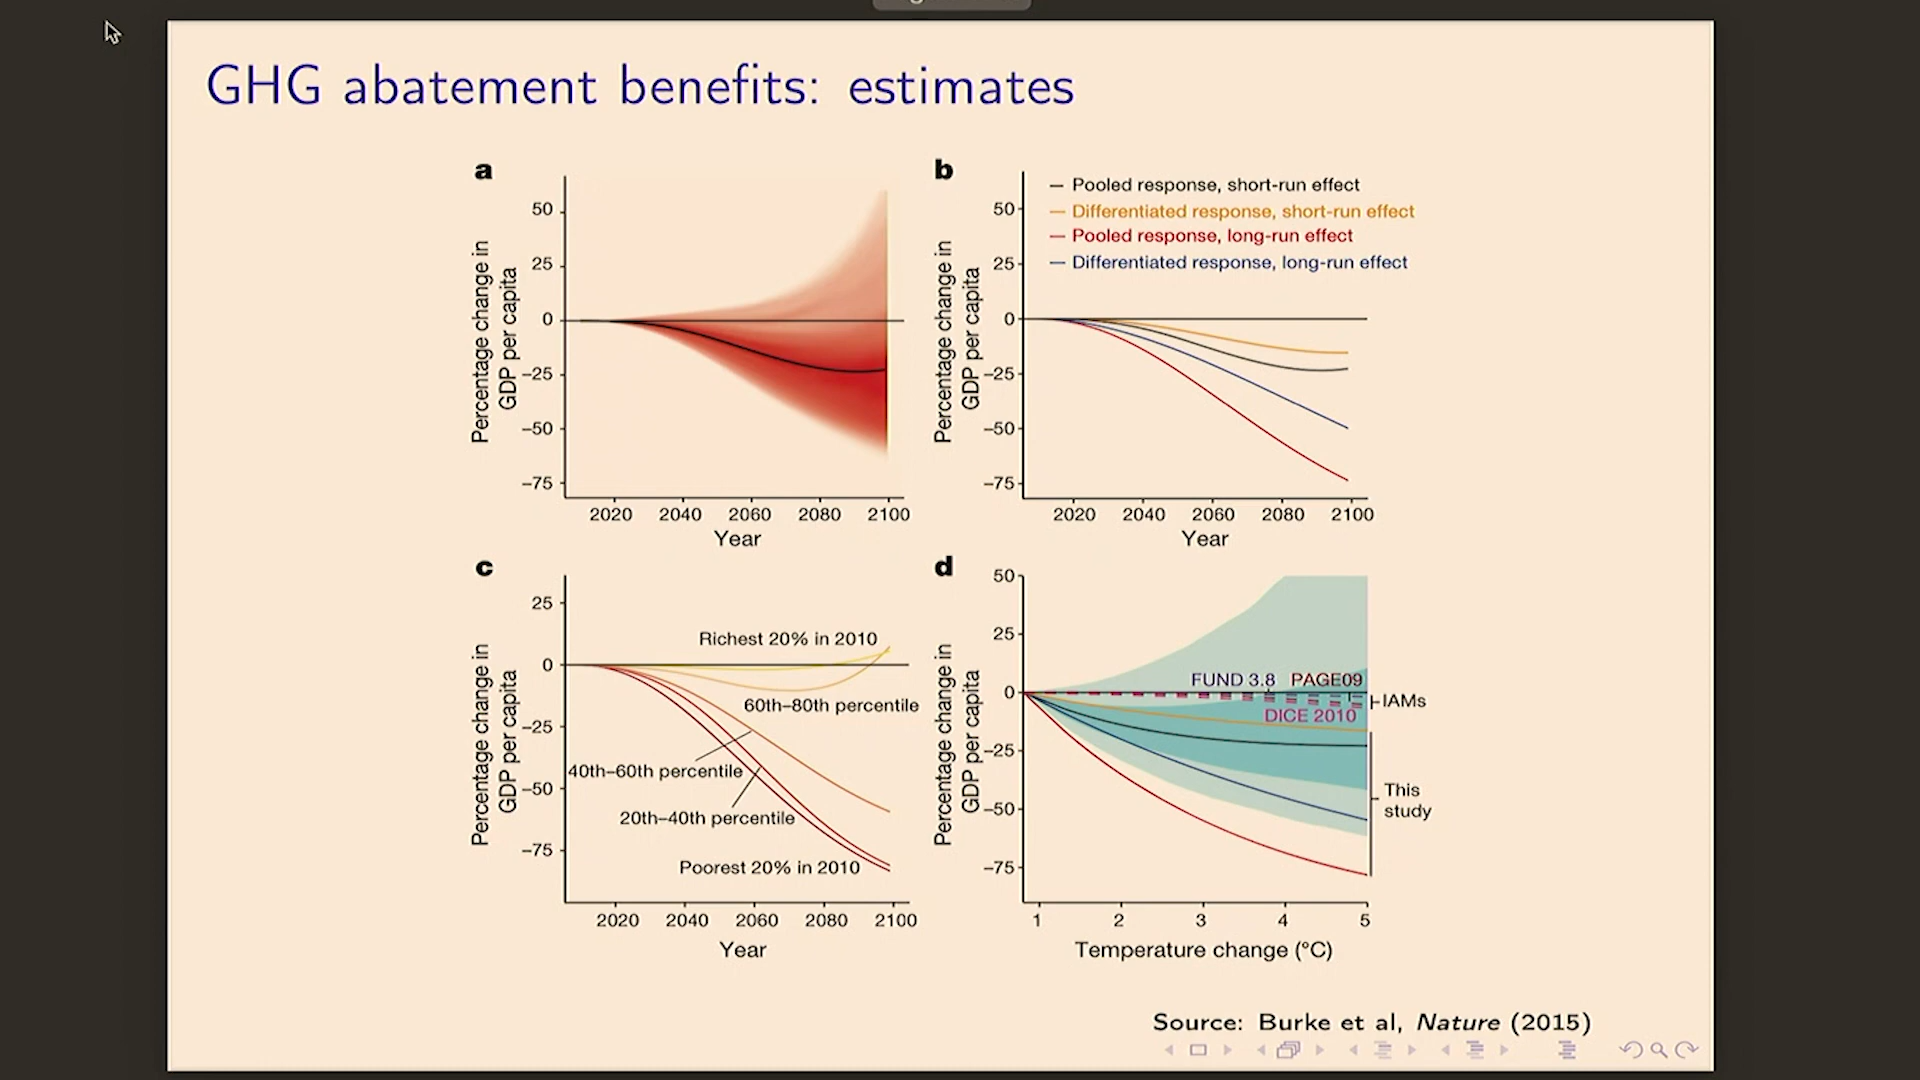 GHG abatement benefits: estimates
a
50
25
0
−25
−50
−75
Percentage change in
GDP per capita
2020 2040 2060 2080 2100
Year
b
Pooled response, short-run effect
Differentiated response, short-run effect
Pooled response, long-run effect
Differentiated response, long-run effect
50
25
0
−25
−50
−75
Percentage change in
GDP per capita
2020 2040 2060 2080 2100
Year
c
25
0
−25
−50
−75
Percentage change in
GDP per capita
Richest 20% in 2010
60th–80th percentile
40th–60th percentile
20th–40th percentile
Poorest 20% in 2010
2020 2040 2060 2080 2100
Year
d
50
25
0
−25
−50
−75
Percentage change in
GDP per capita
FUND 3.8 PAGE09
IAMs
DICE 2010
This
study
1 2 3 4 5
Temperature change (°C)
Source: Burke et al, Nature (2015)